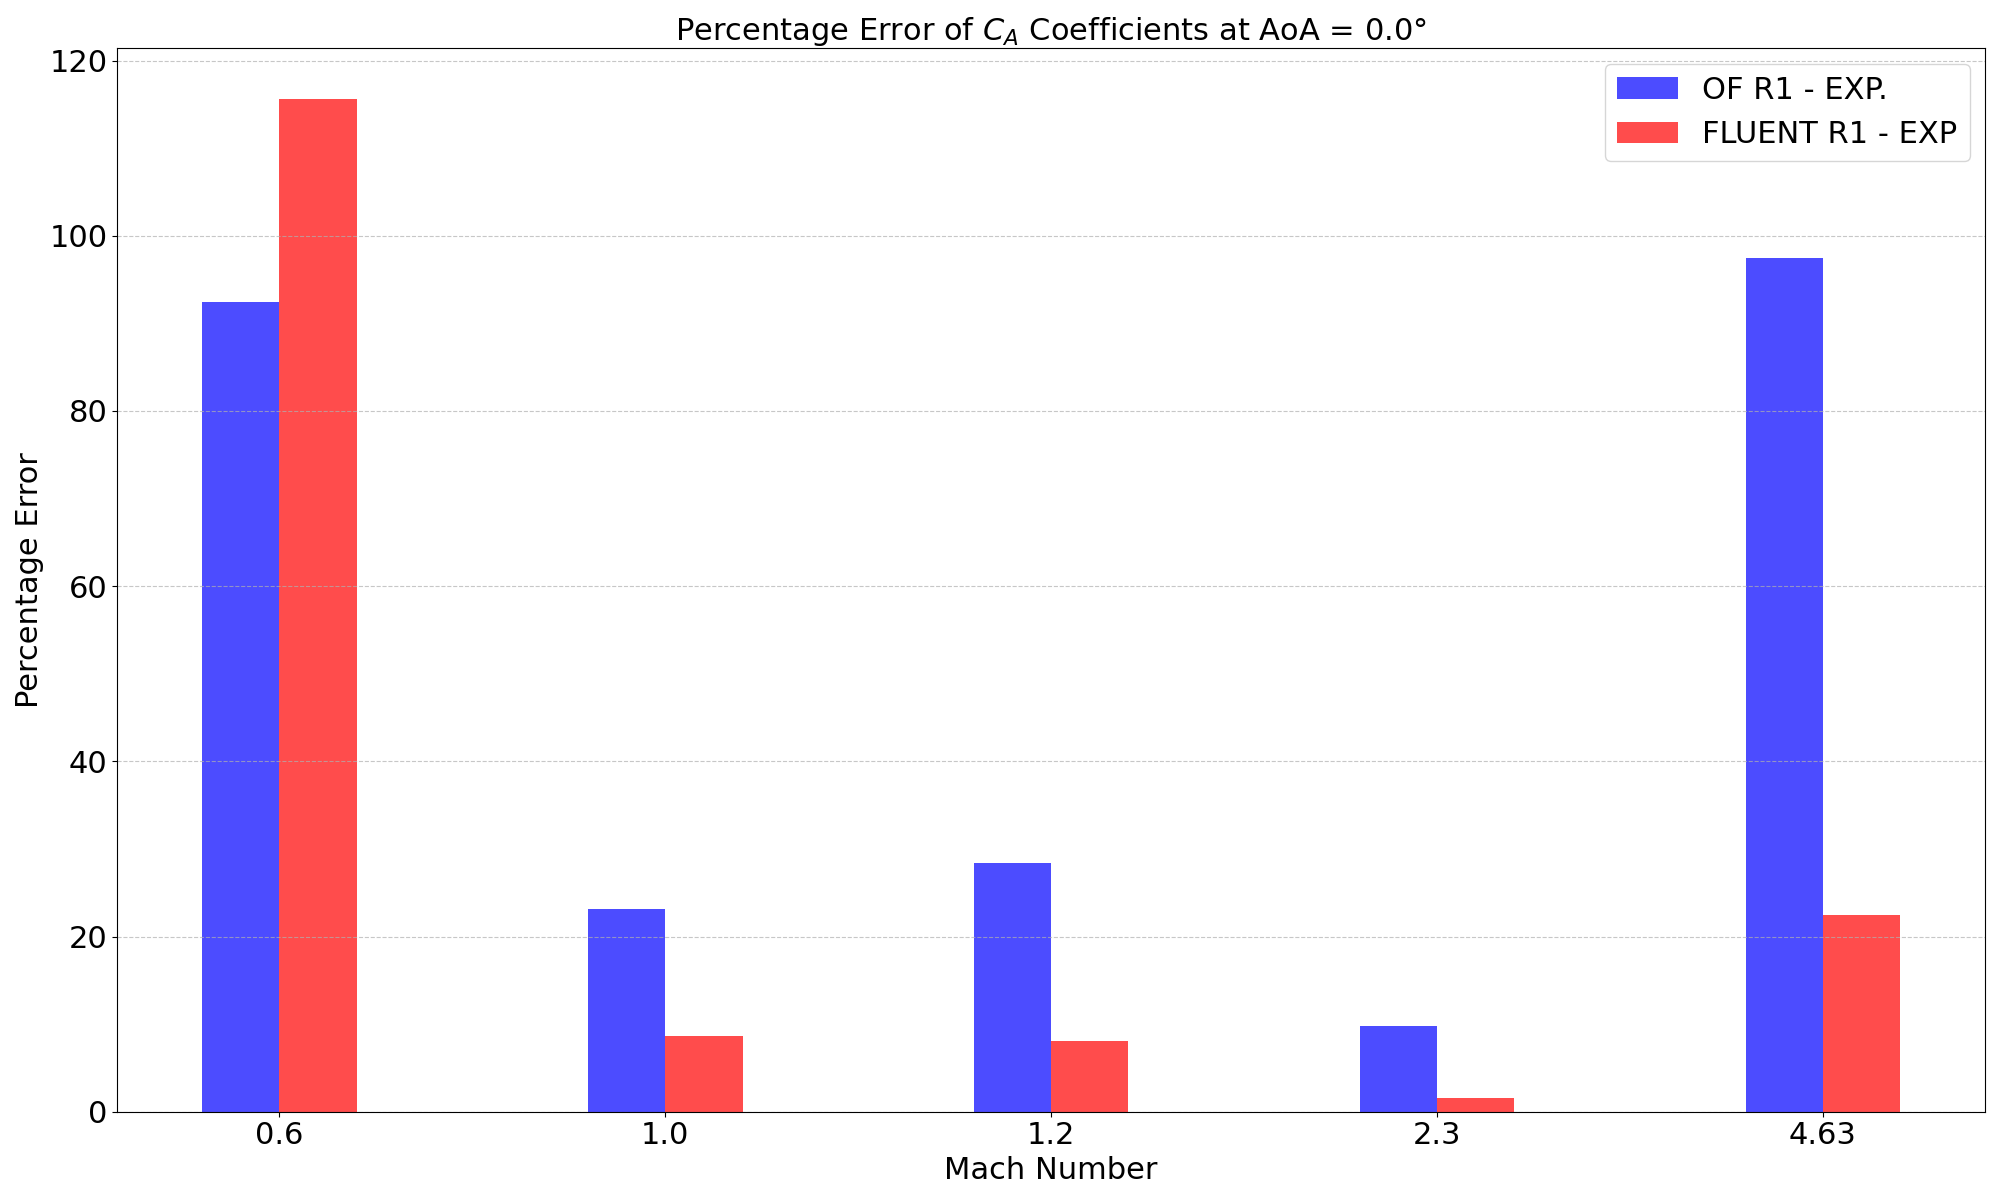 Percentage Error of C_A Coefficients at AoA = 0.0°
OF R1 - EXP.
FLUENT R1 - EXP
Percentage Error
120
100
80
60
40
20
0
0.6
1.0
1.2
2.3
4.63
Mach Number